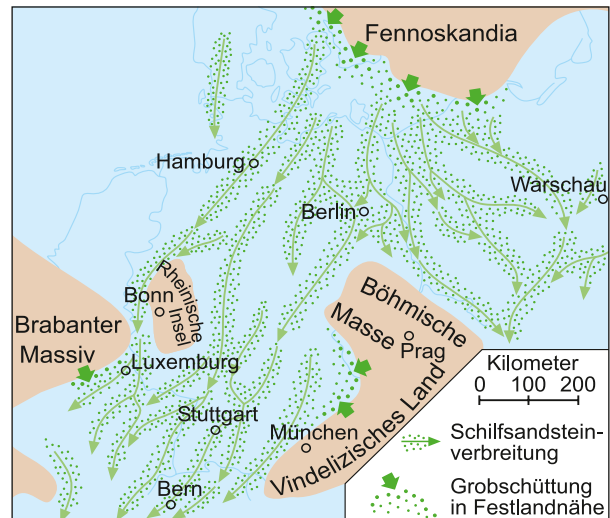 Fennoskandia
Hamburg
Warschau
Berlin
Rheinische
Insel
Bonn
Böhmische
Masse
Prag
Brabanter
Massiv
Luxemburg
Vindelizisches Land
Stuttgart
München
Bern
Kilometer
0 100 200
Schilfsandstein-
verbreitung
Grobschüttung
in Festlandnähe